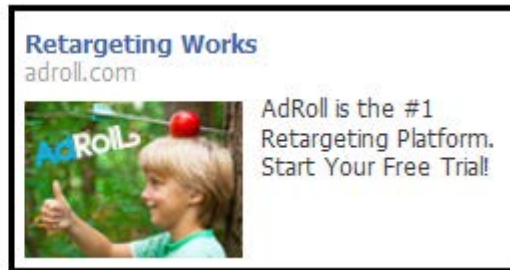 Retargeting Works
adroll.com
AdRoll
AdRoll is the #1
Retargeting Platform.
Start Your Free Trial!